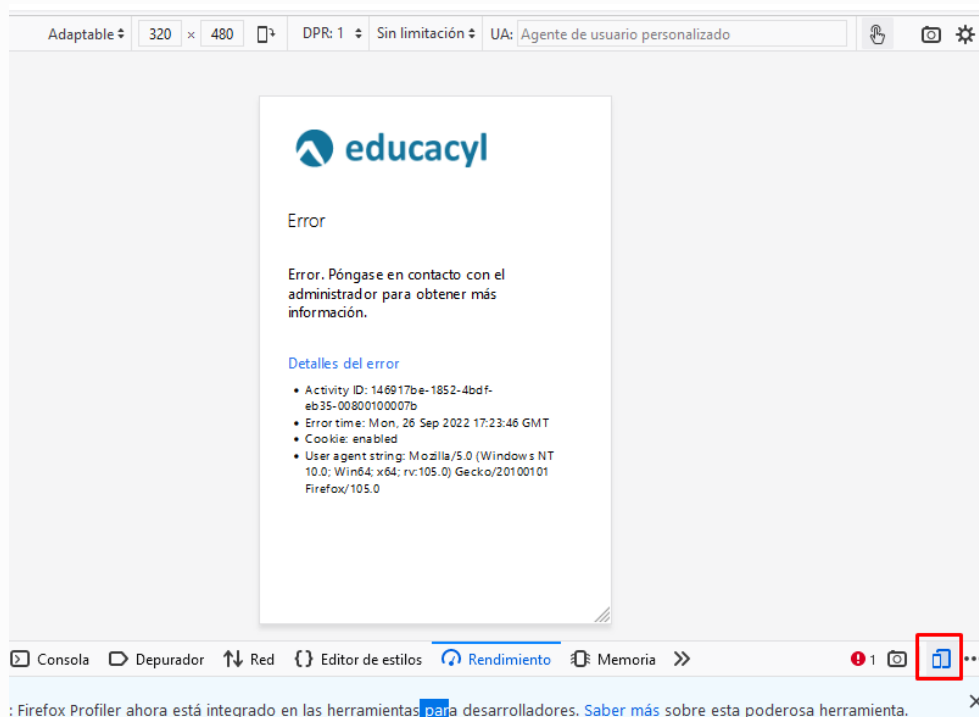 Adaptable 320 × 480 DPR: 1 Sin limitación UA: Agente de usuario personalizado
educacyl
Error
Error. Póngase en contacto con el
administrador para obtener más
información.
Detalles del error
• Activity ID: 146917be-1852-4bdf-
eb35-00800100007b
• Error time: Mon, 26 Sep 2022 17:23:46 GMT
• Cookie: enabled
• User agent string: Mozilla/5.0 (Windows NT
10.0; Win64; x64; rv:105.0) Gecko/20100101
Firefox/105.0
Consola Depurador Red {} Editor de estilos Rendimiento Memoria 1
: Firefox Profiler ahora está integrado en las herramientas para desarrolladores. Saber más sobre esta poderosa herramienta.